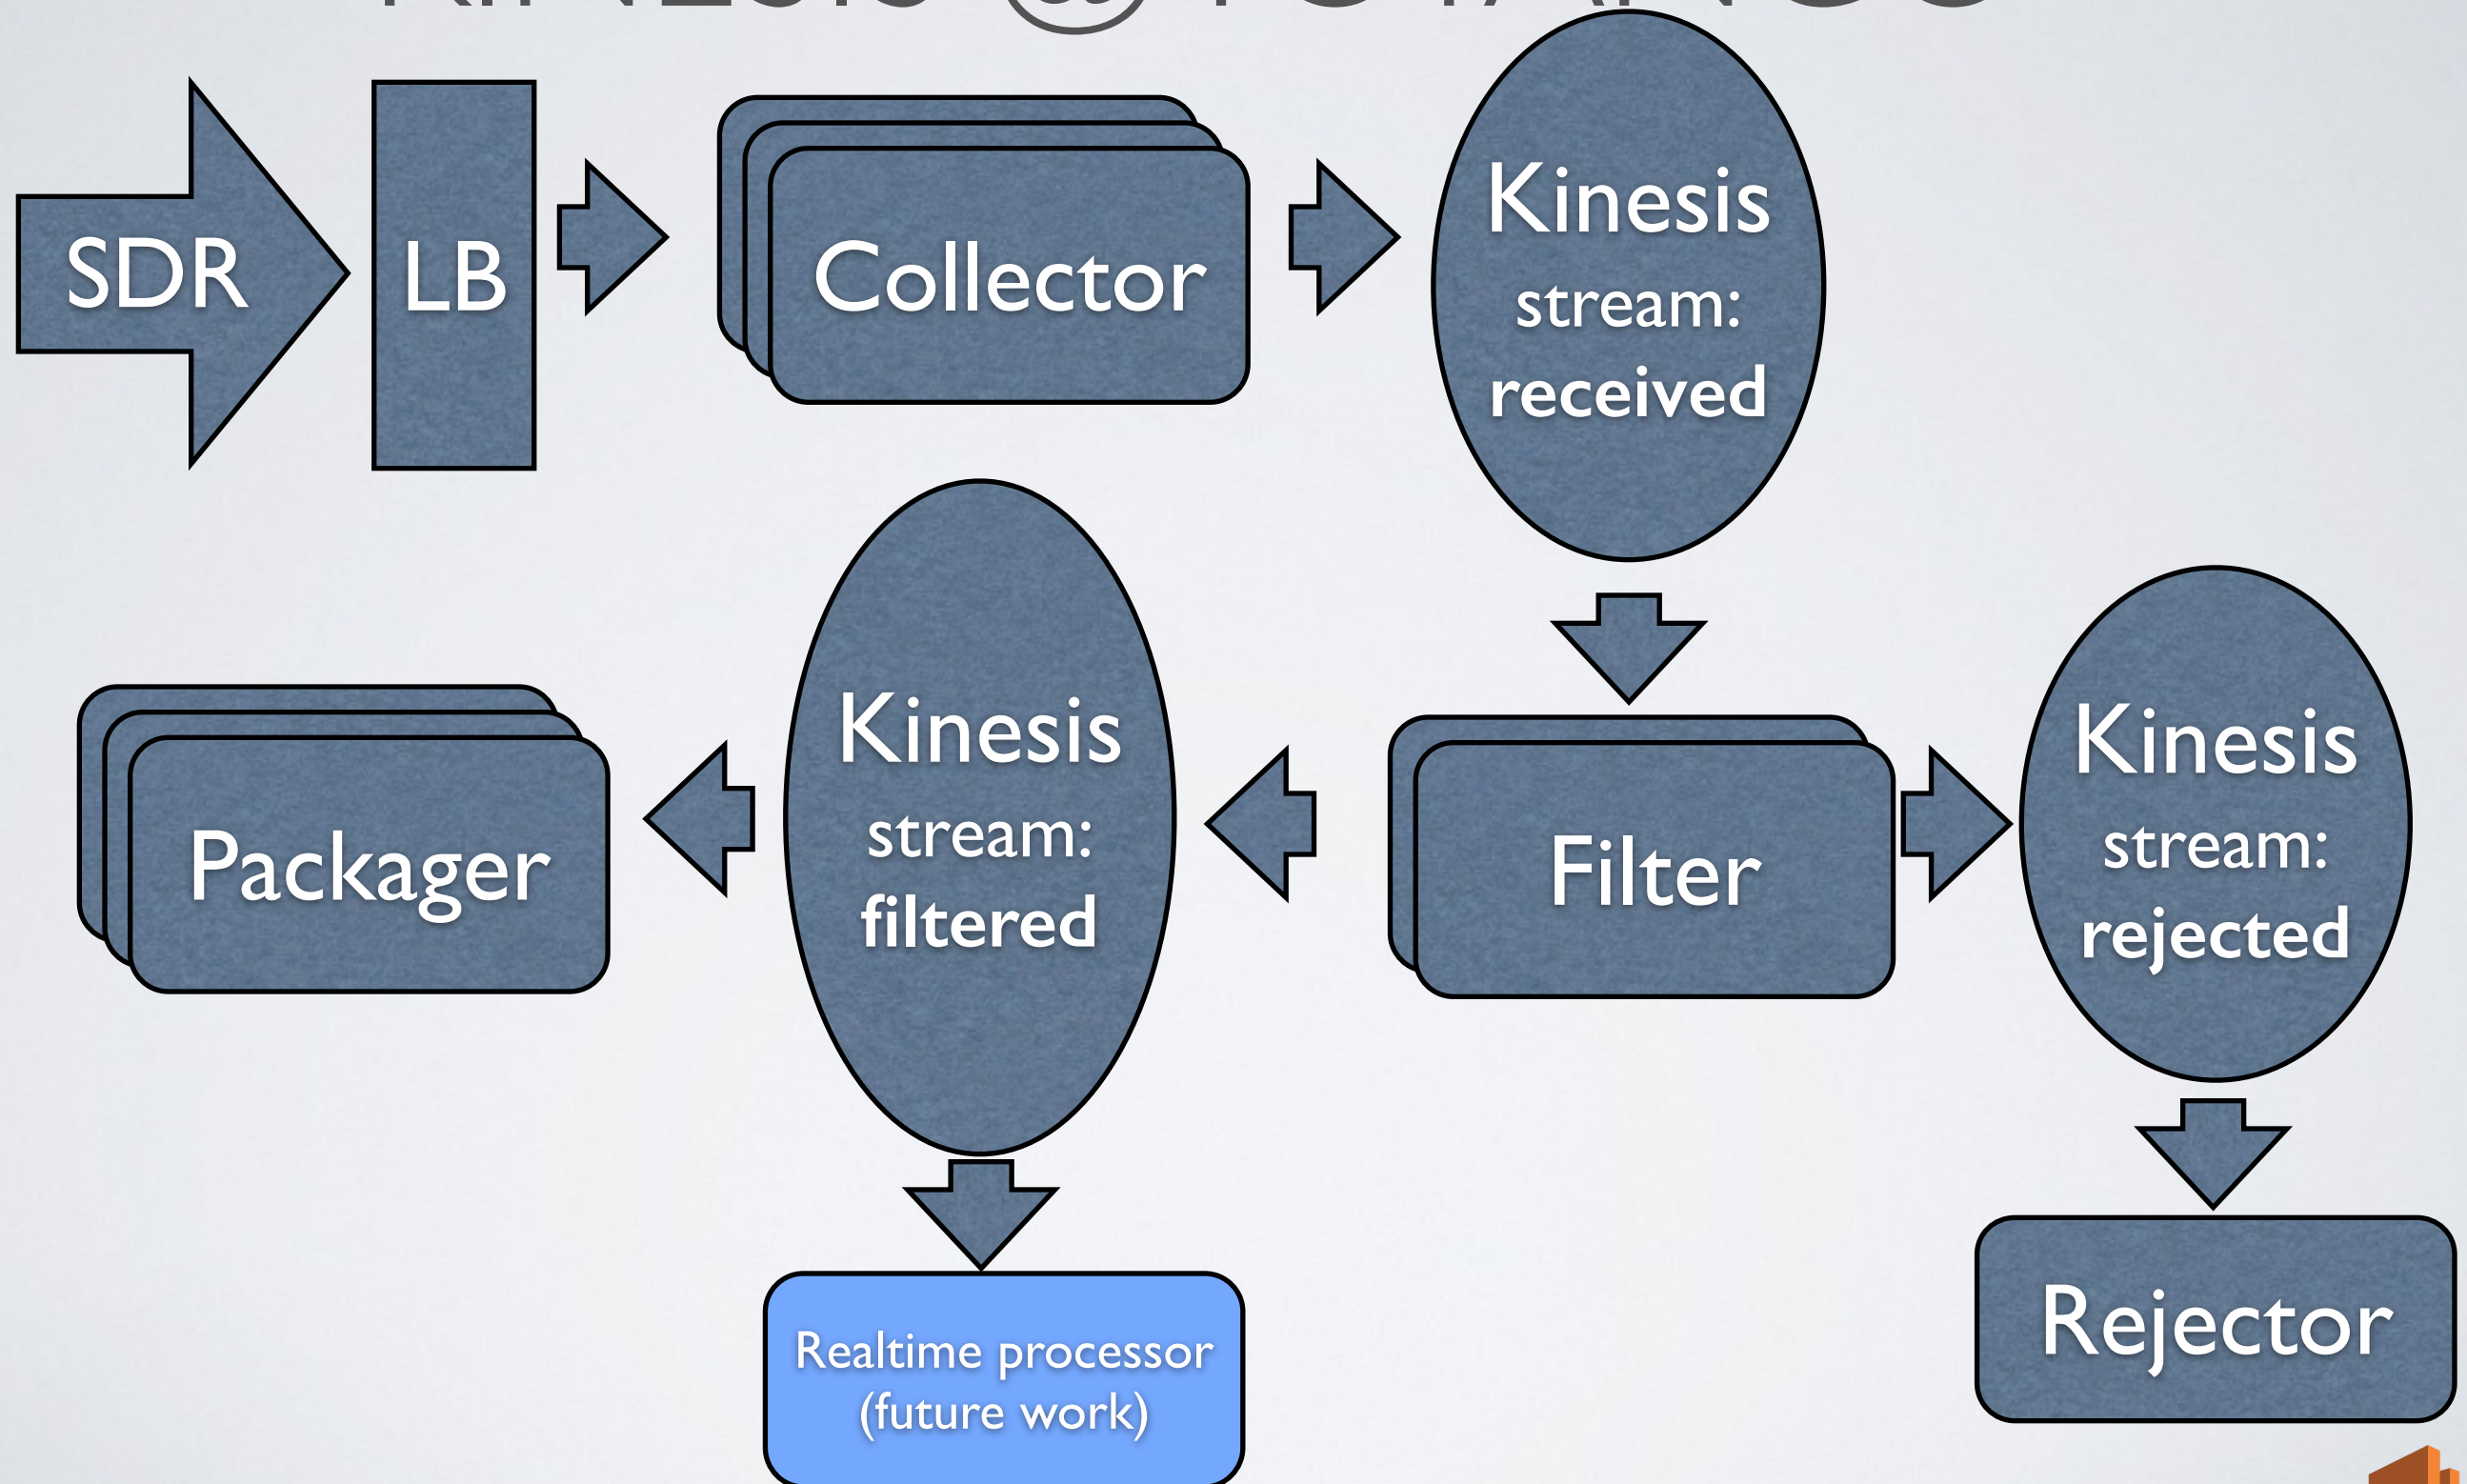 SDR
LB
Collector
Kinesis
stream:
received
Packager
Kinesis
stream:
filtered
Filter
Kinesis
stream:
rejected
Realtime processor
(future work)
Rejector